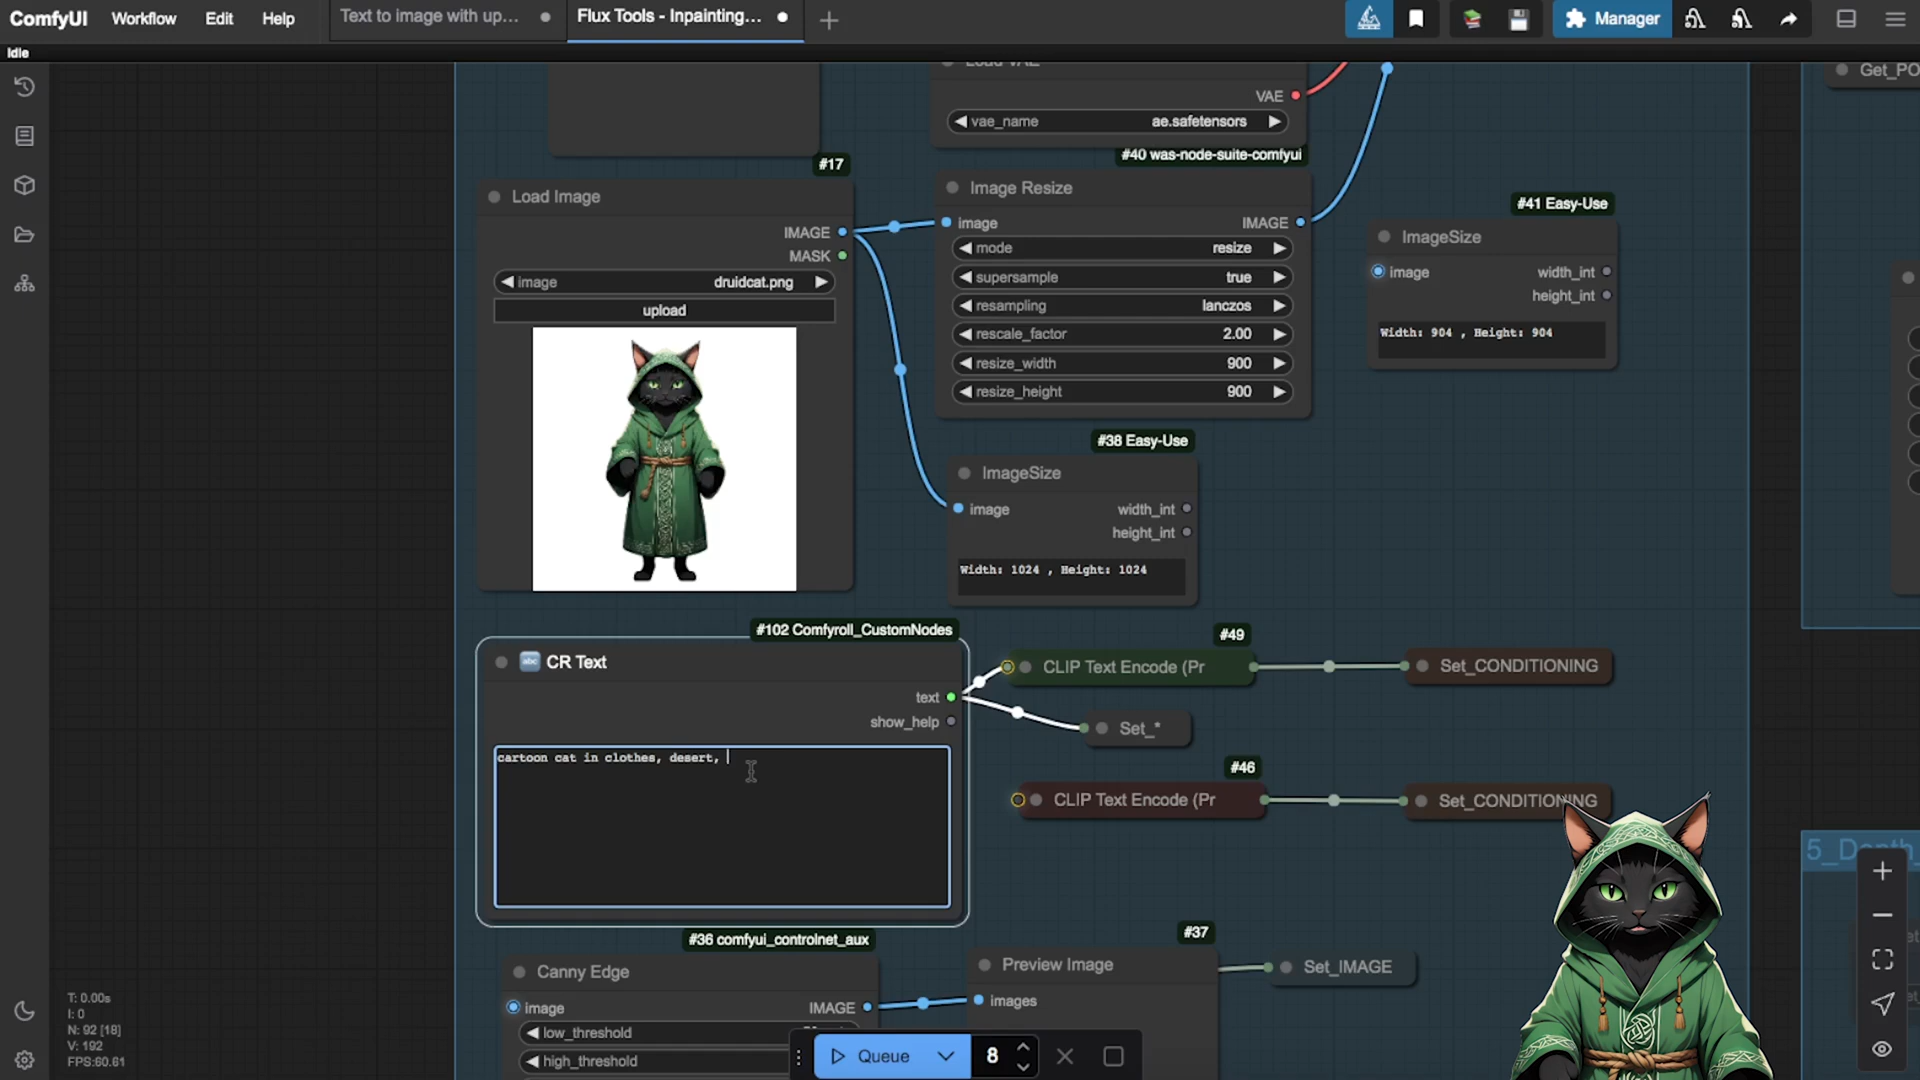 ComfyUI Workflow Edit Help Text to image with up... Flux Tools - Inpainting... Manager
Idle
Load VAE
Get_PO
VAE
vae_name ae.safetensors
#40 was-node-suite-comfyui
#17
Load Image
Image Resize
#41 Easy-Use
IMAGE
image IMAGE
ImageSize
MASK
mode resize
image width_int
image druidcat.png
supersample true
height_int
upload
resampling lanczos
Width: 904 , Height: 904
rescale_factor 2.00
resize_width 900
resize_height 900
#38 Easy-Use
ImageSize
image width_int
height_int
Width: 1024 , Height: 1024
#102 Comfyroll_CustomNodes
#49
abc CR Text
CLIP Text Encode (Pr
Set_CONDITIONING
text
show_help
Set_*
cartoon cat in clothes, desert,
#46
CLIP Text Encode (Pr
Set_CONDITIONING
5_Depth_
#36 comfyui_controlnet_aux
#37
Canny Edge
Preview Image
Set_IMAGE
image IMAGE
images
low_threshold
high_threshold
Queue 8
T: 0.00s
I: 0
N: 92 [18]
V: 192
FPS:60.61